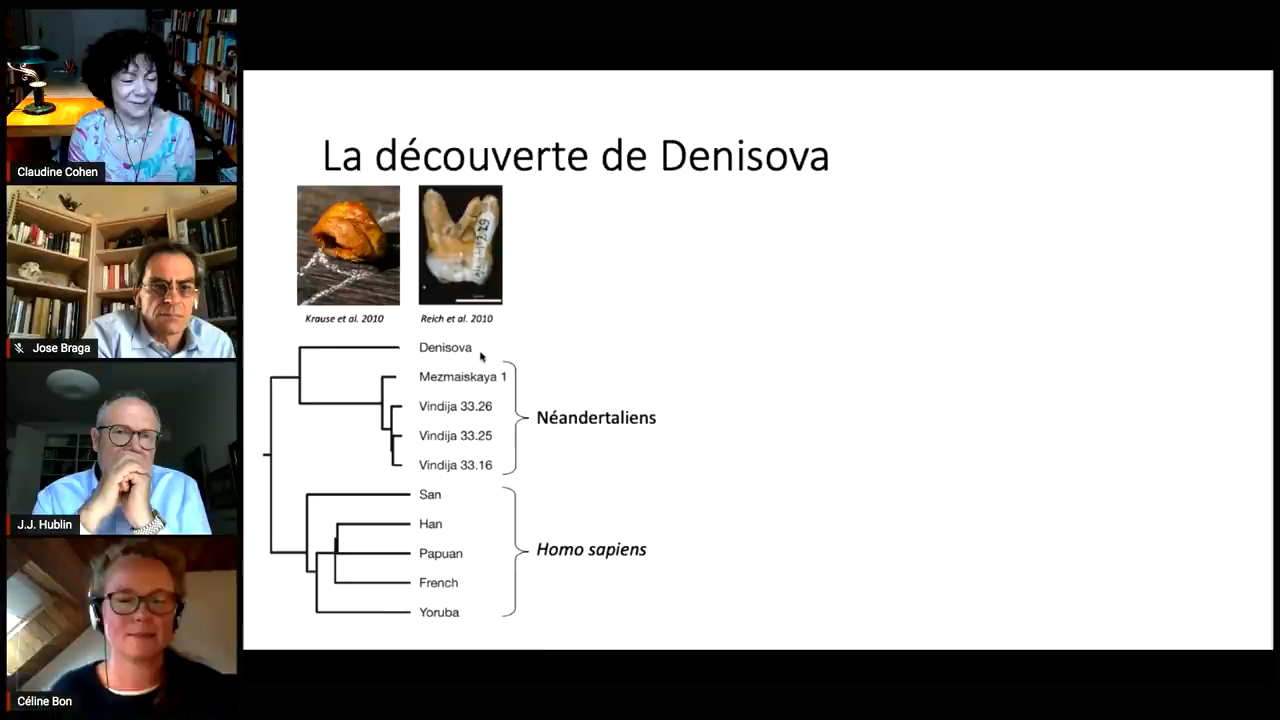 Claudine Cohen
Jose Braga
J.J. Hublin
Céline Bon
La découverte de Denisova
Krause et al. 2010
Reich et al. 2010
Denisova
Mezmaiskaya 1
Vindija 33.26
Vindija 33.25
Vindija 33.16
Néandertaliens
San
Han
Papuan
French
Yoruba
Homo sapiens